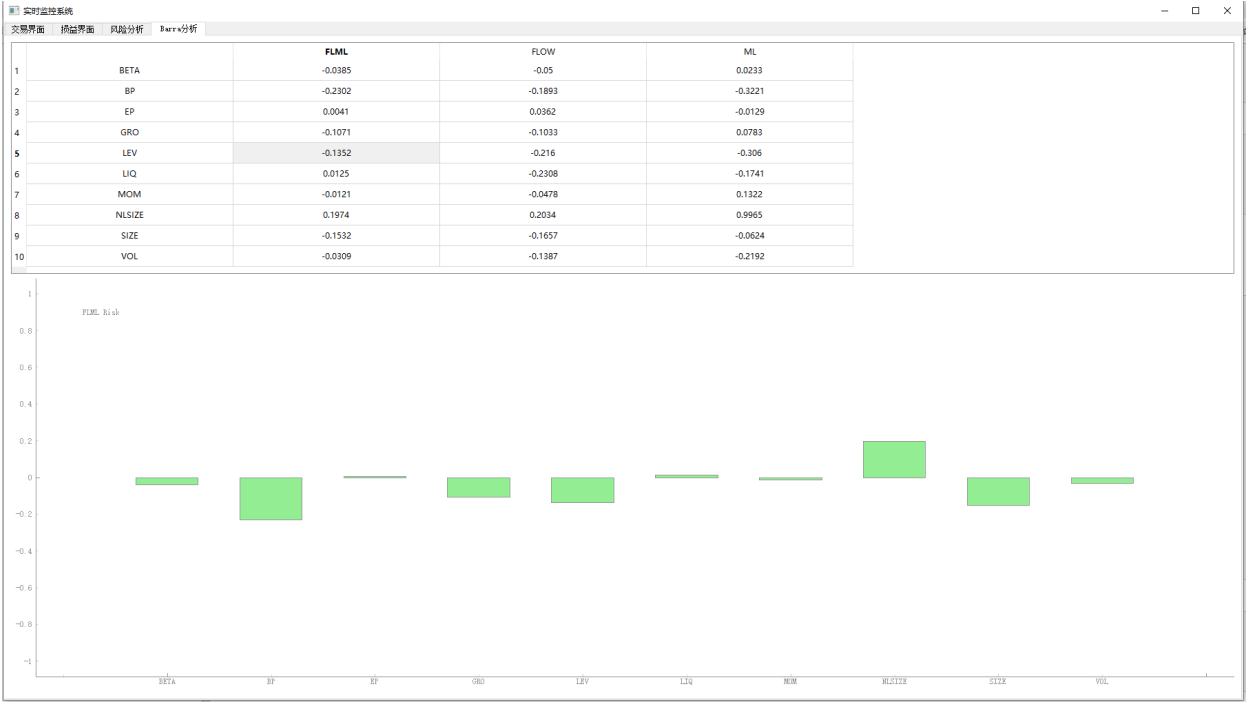 实时监控系统
交易界面 损益界面 风险分析 Barra分析
FLML FLOW ML
1 BETA -0.0385 -0.05 0.0233
2 BP -0.2302 -0.1893 -0.3221
3 EP 0.0041 0.0362 -0.0129
4 GRO -0.1071 -0.1033 0.0783
5 LEV -0.1352 -0.216 -0.306
6 LIQ 0.0125 -0.2308 -0.1741
7 MOM -0.0121 -0.0478 0.1322
8 NLSIZE 0.1974 0.2034 0.9965
9 SIZE -0.1532 -0.1657 -0.0624
10 VOL -0.0309 -0.1387 -0.2192
1
FLML Risk
0.8
0.6
0.4
0.2
0
-0.2
-0.4
-0.6
-0.8
-1
BETA BP EP GRO LEV LIQ MOM NLSIZE SIZE VOL